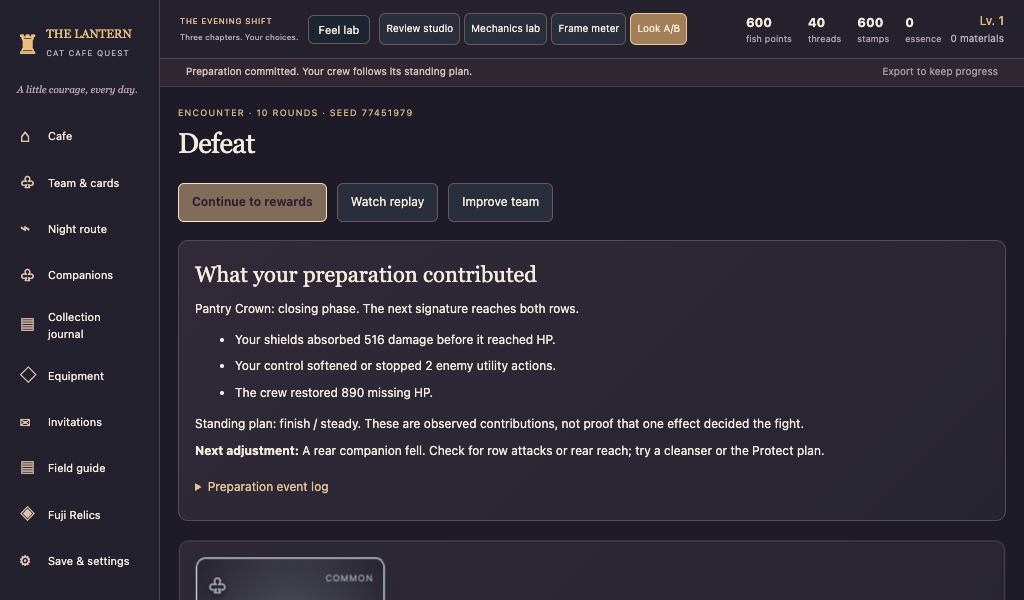 THE LANTERN
CAT CAFE QUEST
A little courage, every day.
Cafe
Team & cards
Night route
Companions
Collection
journal
Equipment
Invitations
Field guide
Fuji Relics
Save & settings
THE EVENING SHIFT
Three chapters. Your choices.
Feel lab
Review studio
Mechanics lab
Frame meter
Look A/B
600
fish points
40
threads
600
stamps
0
essence
Lv. 1
0 materials
Preparation committed. Your crew follows its standing plan.
Export to keep progress
ENCOUNTER · 10 ROUNDS · SEED 77451979
Defeat
Continue to rewards
Watch replay
Improve team
What your preparation contributed
Pantry Crown: closing phase. The next signature reaches both rows.
• Your shields absorbed 516 damage before it reached HP.
• Your control softened or stopped 2 enemy utility actions.
• The crew restored 890 missing HP.
Standing plan: finish / steady. These are observed contributions, not proof that one effect decided the fight.
Next adjustment: A rear companion fell. Check for row attacks or rear reach; try a cleanser or the Protect plan.
Preparation event log
COMMON